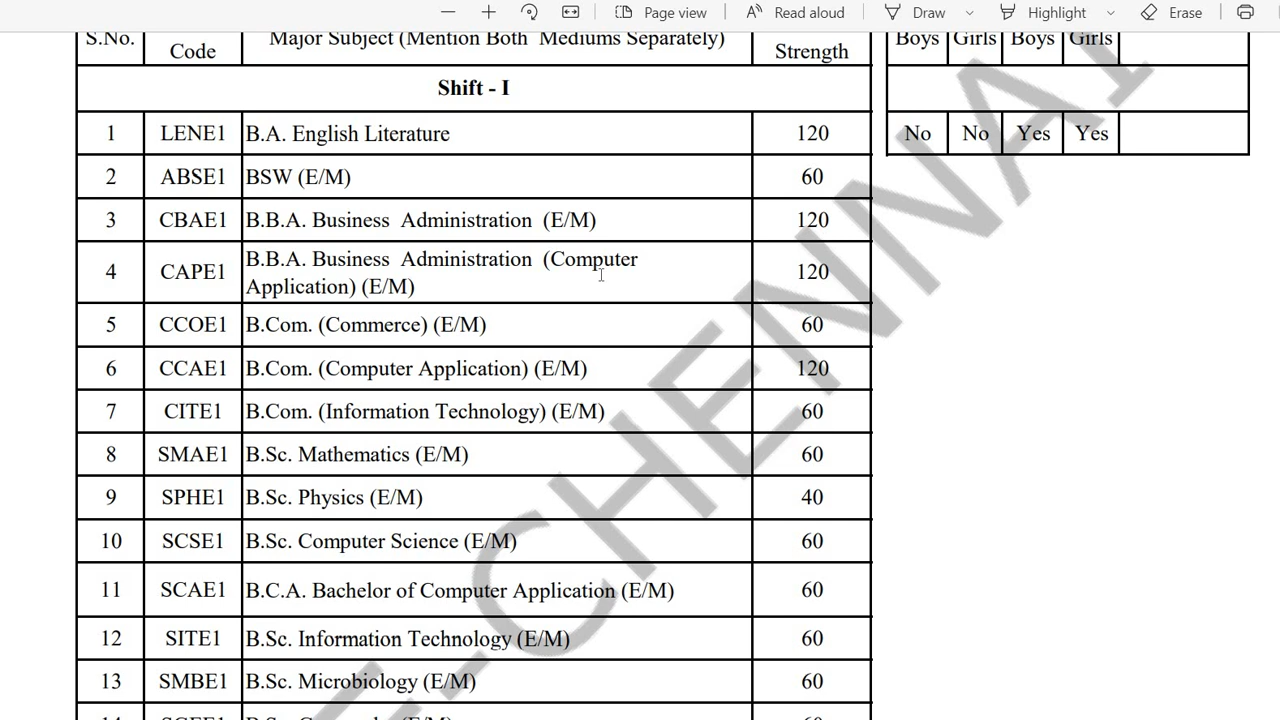 Page view Read aloud Draw Highlight Erase
S.No. Code Major Subject (Mention Both Mediums Separately) Strength Boys Girls Boys Girls
Shift - I
1 LENE1 B.A. English Literature 120 No No Yes Yes
2 ABSE1 BSW (E/M) 60
3 CBAE1 B.B.A. Business Administration (E/M) 120
4 CAPE1 B.B.A. Business Administration (Computer
Application) (E/M) 120
5 CCOE1 B.Com. (Commerce) (E/M) 60
6 CCAE1 B.Com. (Computer Application) (E/M) 120
7 CITE1 B.Com. (Information Technology) (E/M) 60
8 SMAE1 B.Sc. Mathematics (E/M) 60
9 SPHE1 B.Sc. Physics (E/M) 40
10 SCSE1 B.Sc. Computer Science (E/M) 60
11 SCAE1 B.C.A. Bachelor of Computer Application (E/M) 60
12 SITE1 B.Sc. Information Technology (E/M) 60
13 SMBE1 B.Sc. Microbiology (E/M) 60
E-CHENNAI